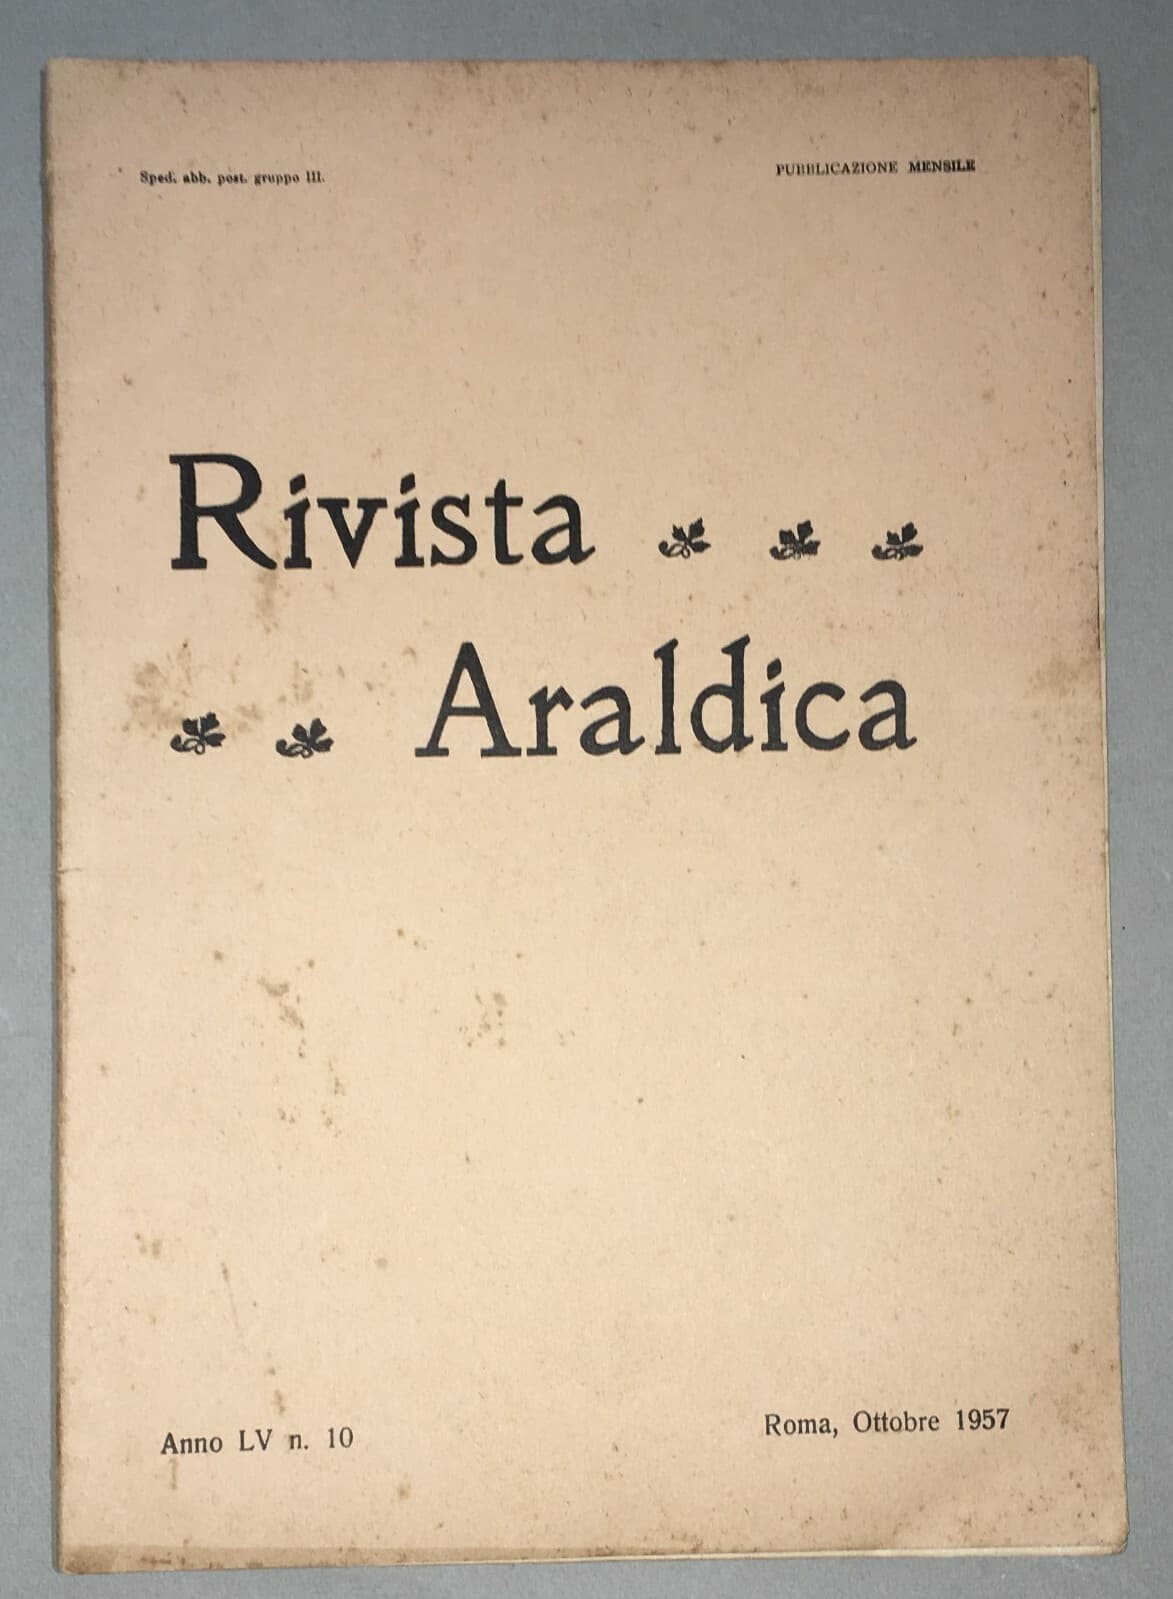 Sped. abb. post. gruppo III.
PUBBLICAZIONE MENSILE
Rivista
Araldica
Anno LV n. 10
Roma, Ottobre 1957